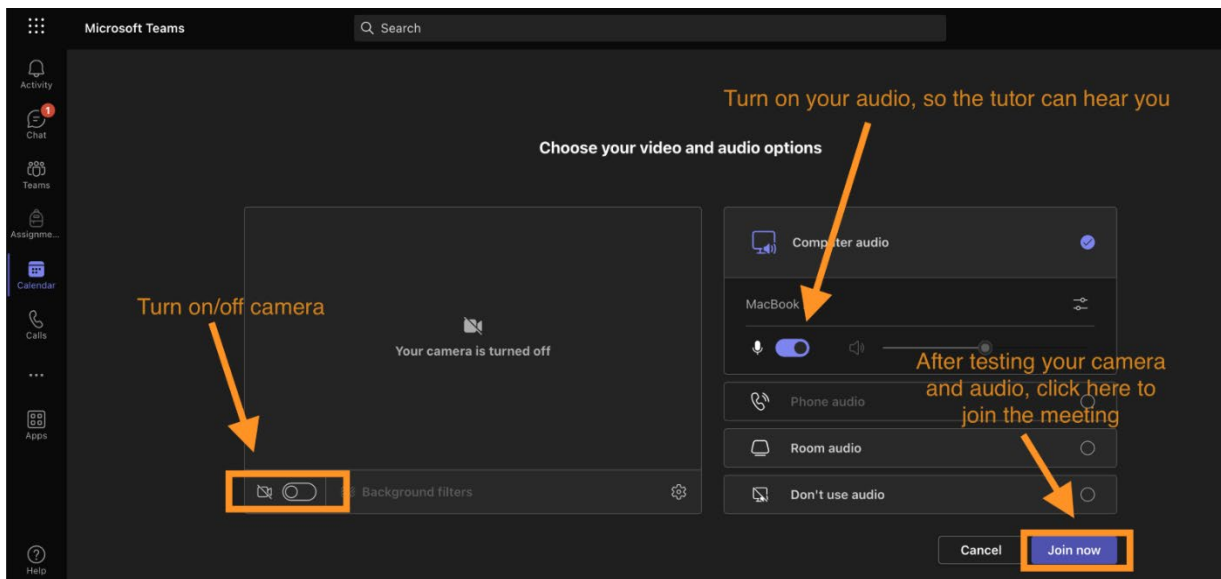 Microsoft Teams
Search
Activity
1
Chat
Teams
Assignme...
Calendar
Calls
Apps
Help
Turn on your audio, so the tutor can hear you
Choose your video and audio options
Turn on/off camera
Your camera is turned off
Background filters
Computer audio
MacBook
After testing your camera
and audio, click here to
join the meeting
Phone audio
Room audio
Don't use audio
Cancel
Join now